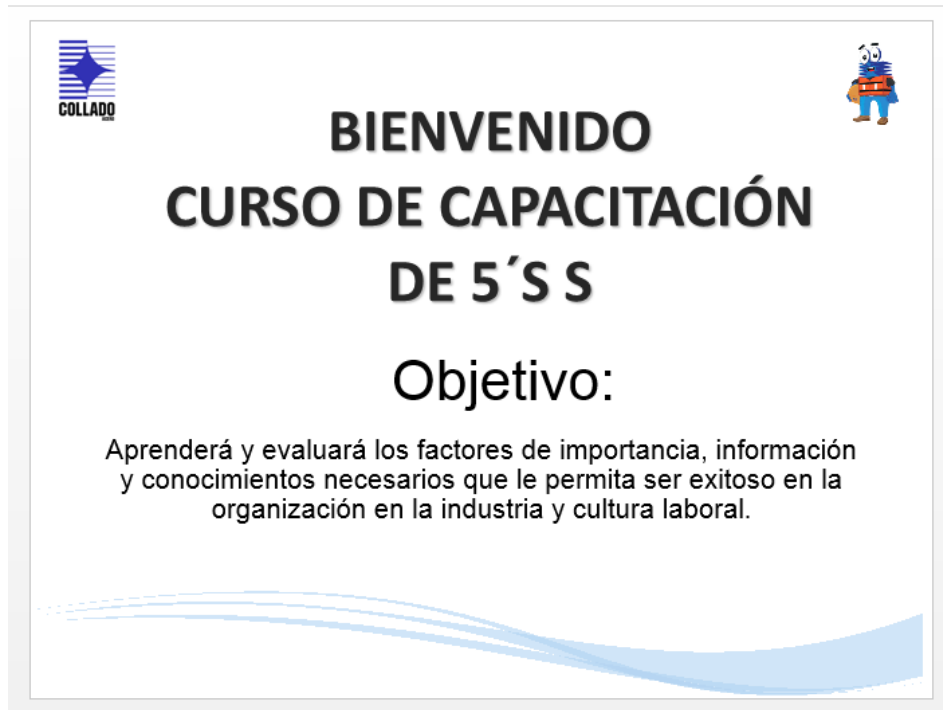 COLLADO
BIENVENIDO
CURSO DE CAPACITACIÓN
DE 5´S S
Objetivo:
Aprenderá y evaluará los factores de importancia, información
y conocimientos necesarios que le permita ser exitoso en la
organización en la industria y cultura laboral.